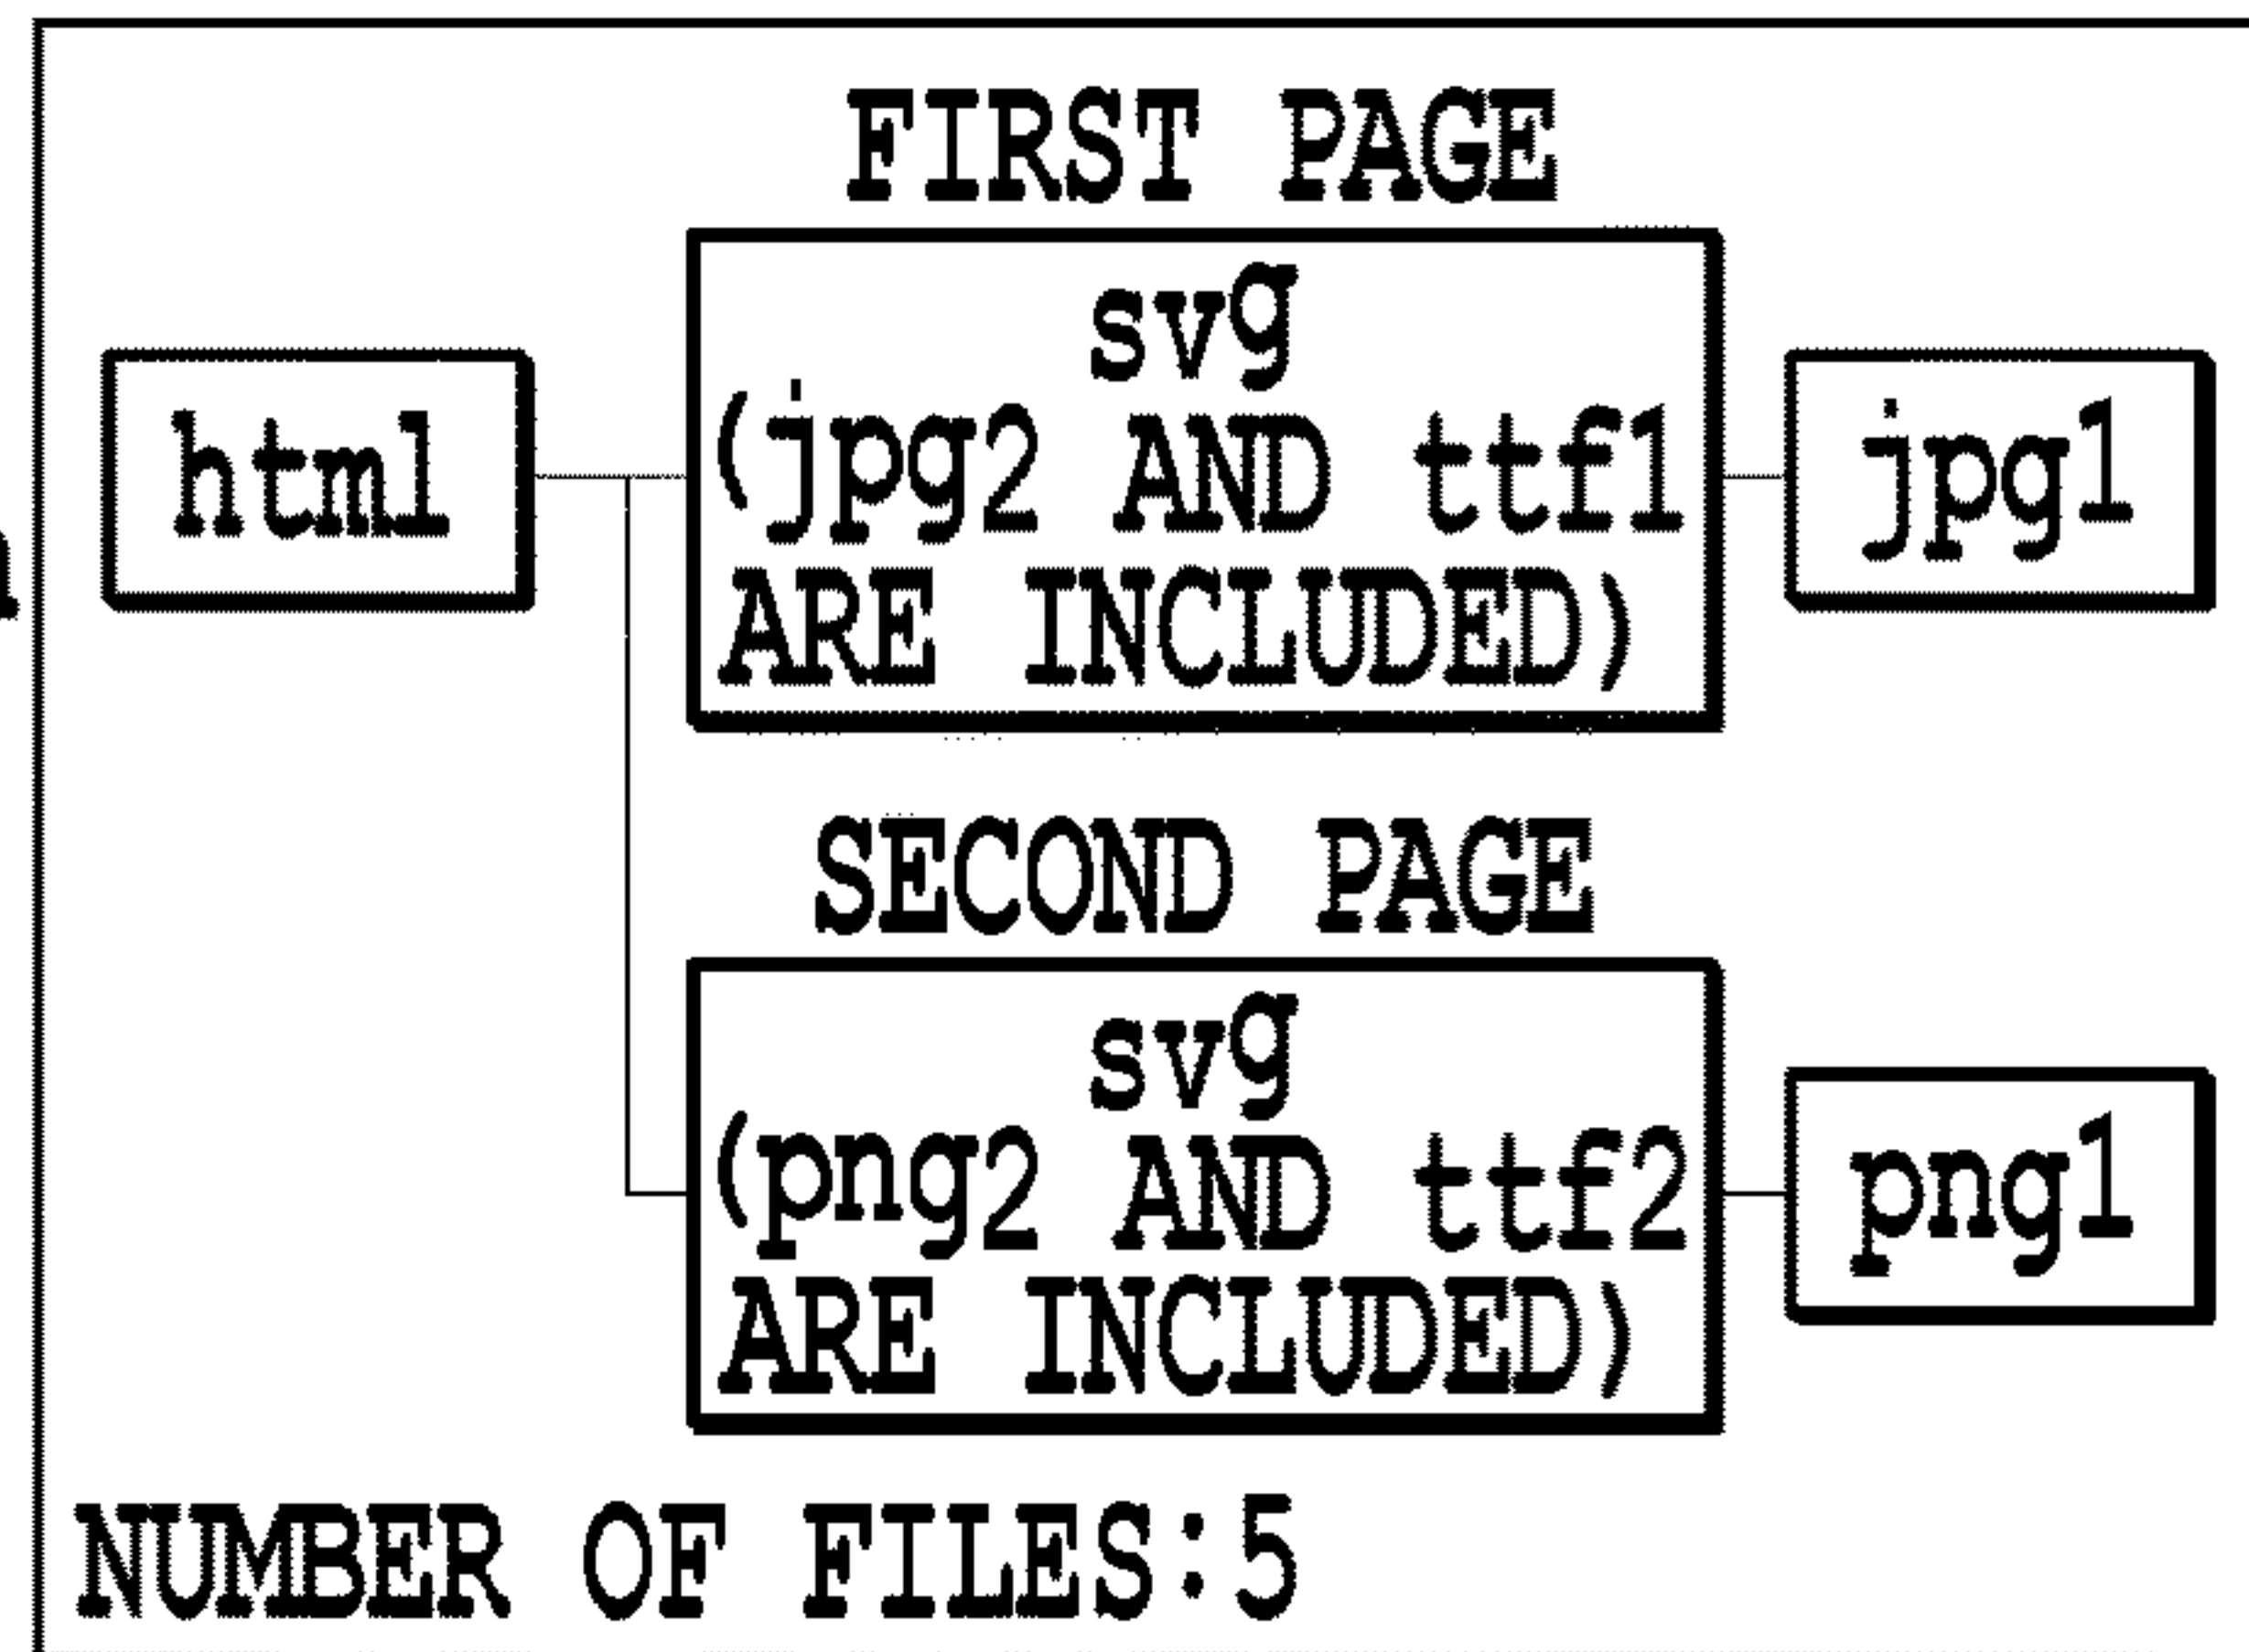 FIRST PAGE
html
svg
(jpg2 AND ttf1
ARE INCLUDED)
jpg1
SECOND PAGE
svg
(png2 AND ttf2
ARE INCLUDED)
png1
NUMBER OF FILES:5